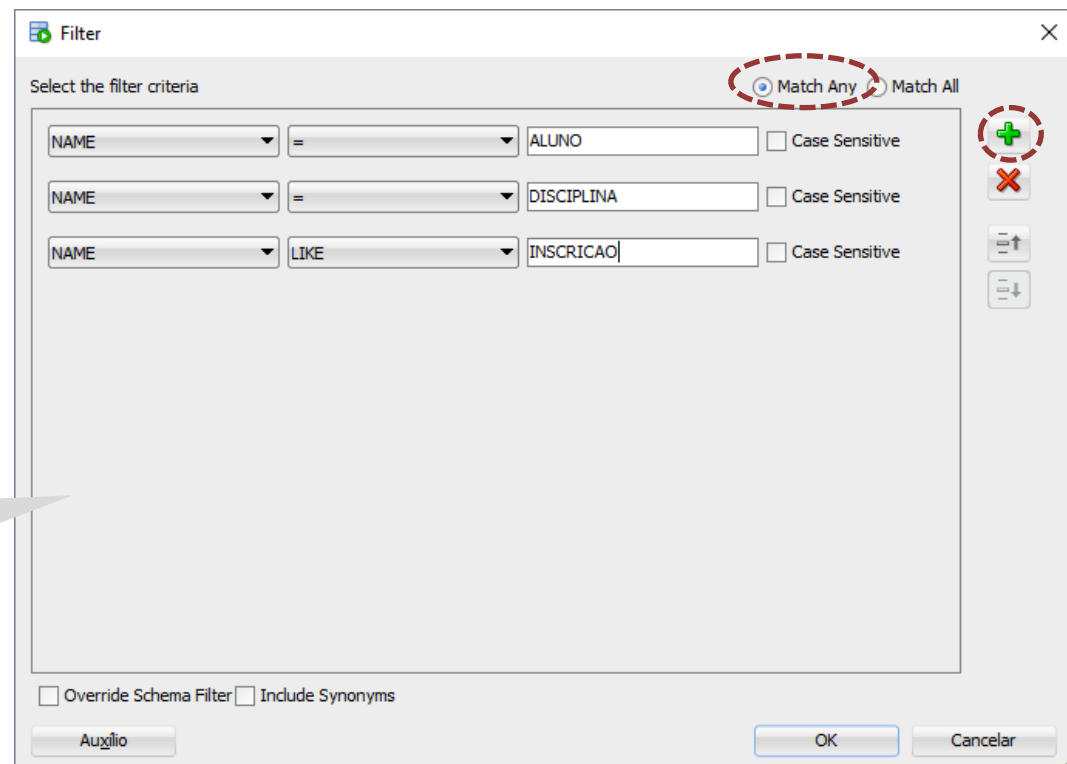 Filter
Select the filter criteria Match Any Match All
NAME = ALUNO Case Sensitive
NAME = DISCIPLINA Case Sensitive
NAME LIKE INSCRICAO Case Sensitive
Override Schema Filter Include Synonyms
Auxílio OK Cancelar